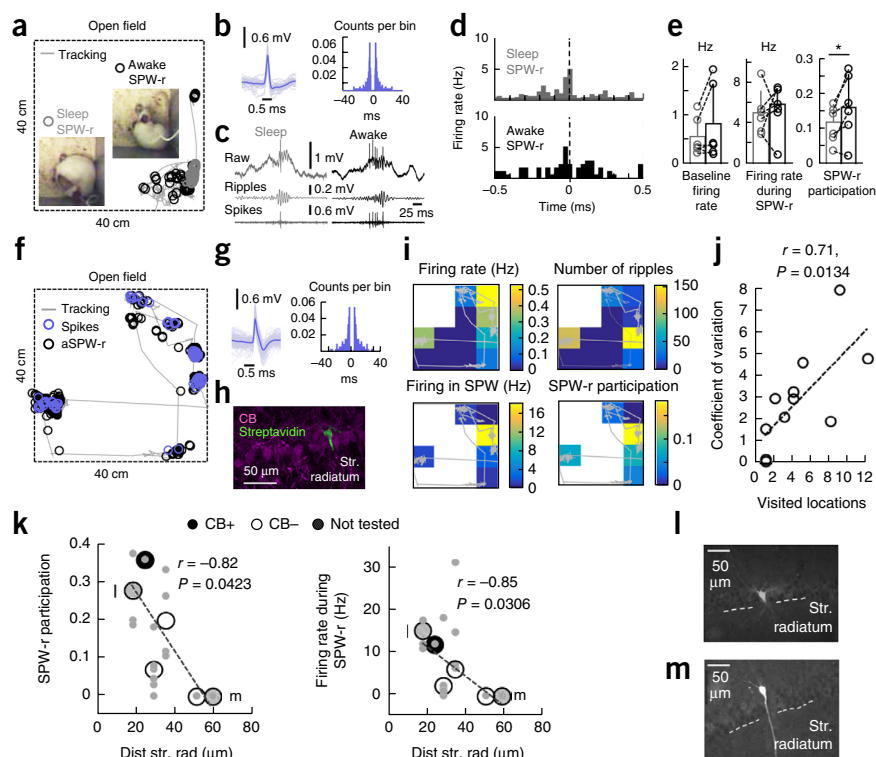 a
Open field
Tracking
Awake
SPW-r
Sleep
SPW-r
40 cm
40 cm
b
0.6 mV
0.5 ms
Counts per bin
0.06
0.04
0.02
−40 0 40
ms
c
Sleep
Awake
Raw
1 mV
Ripples
0.2 mV
Spikes
0.6 mV
25
ms
d
Firing rate (Hz)
10
5
Sleep
SPW-r
10
5
Awake
SPW-r
−0.5 0 0.5
Time (ms)
e
Hz
2
1
0
Baseline
firing
rate
Hz
10
5
0
Firing rate
during
SPW-r
*
0.3
0.2
0.1
0
SPW-r
participation
f
Open field
Tracking
Spikes
aSPW-r
40 cm
40 cm
g
0.6 mV
0.5 ms
Counts per bin
0.06
0.04
0.02
−40 0 40
ms
h
CB
Streptavidin
50 μm
Str.
radiatum
i
Firing rate (Hz)
0.5
0.4
0.3
0.2
0.1
0
Number of ripples
150
100
50
0
Firing in SPW (Hz)
16
12
8
4
0
SPW-r participation
0.1
0
j
r = 0.71,
P = 0.0134
Coefficient of variation
8
7
6
5
4
3
2
1
0
0 2 4 6 8 10 12
Visited locations
k
CB+ CB− Not tested
SPW-r participation
0.4
0.3
0.2
0.1
0
r = −0.82
P = 0.0423
l
m
0 20 40 60 80
Dist str. rad (μm)
Firing rate during
SPW-r (Hz)
30
20
10
0
r = −0.85
P = 0.0306
l
m
0 20 40 60 80
Dist str. rad (μm)
l
50
μm
Str.
radiatum
m
50
μm
Str.
radiatum